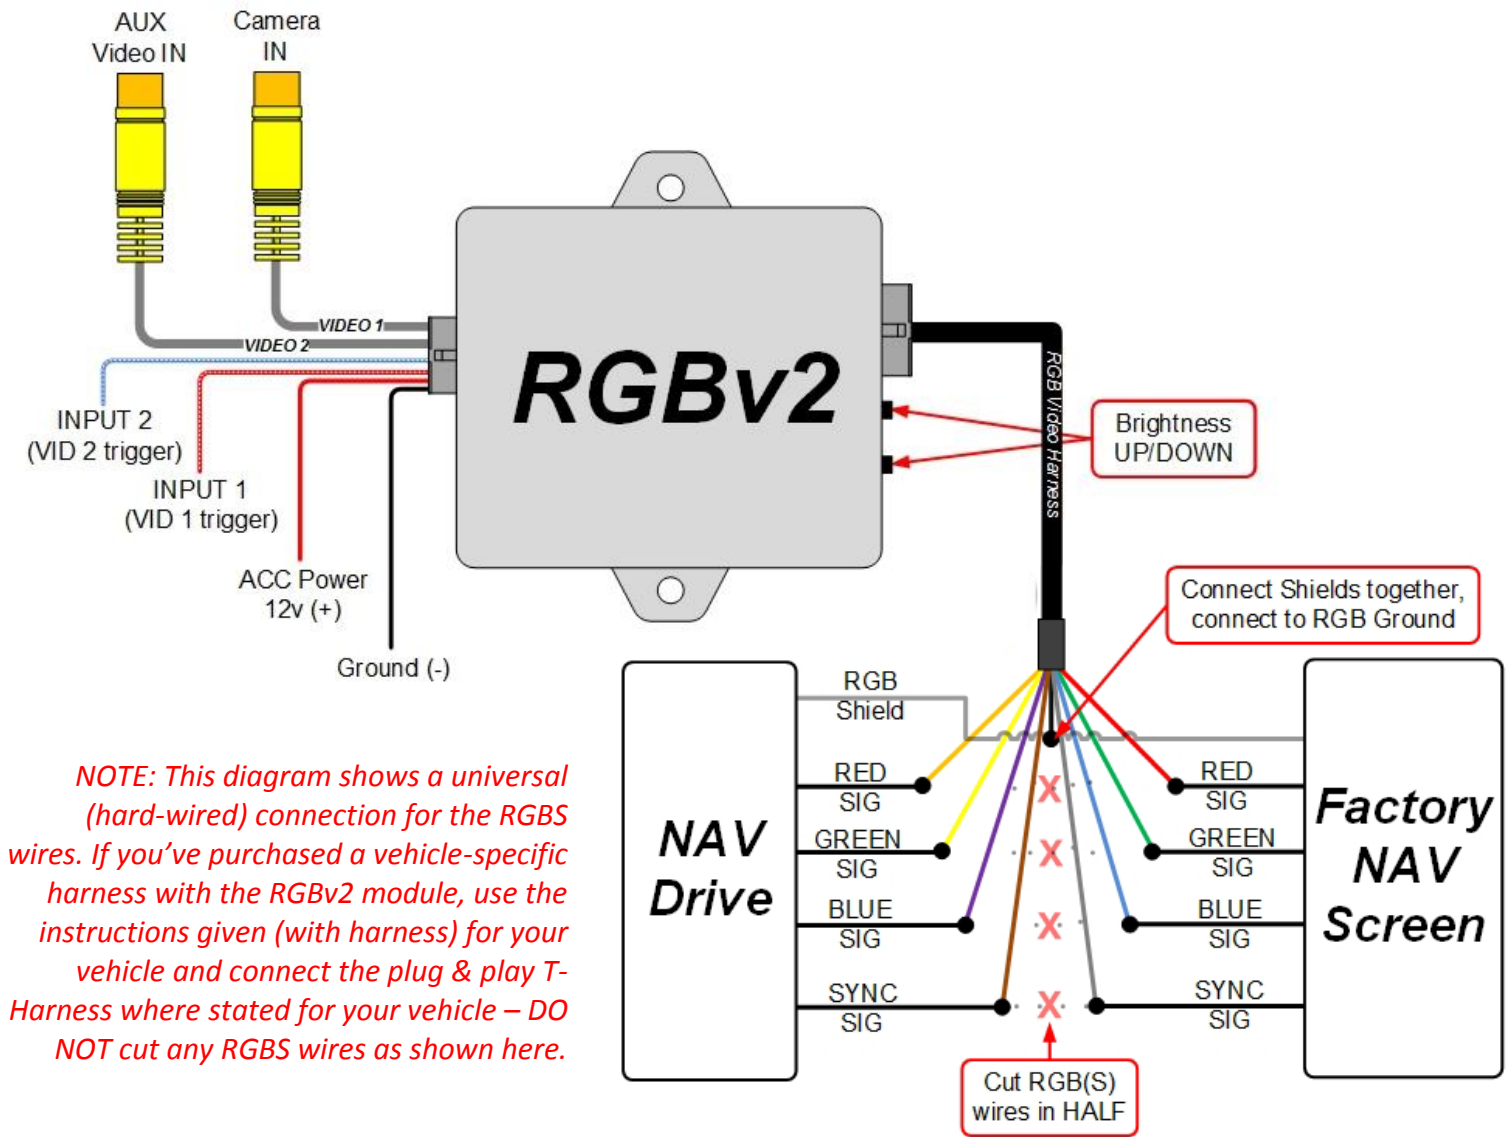 AUX
Video IN
Camera
IN
VIDEO 1
VIDEO 2
INPUT 2
(VID 2 trigger)
INPUT 1
(VID 1 trigger)
ACC Power
12v (+)
Ground (-)
RGBv2
RGB Video Harness
Brightness
UP/DOWN
Connect Shields together,
connect to RGB Ground
RGB
Shield
RED
SIG
GREEN
SIG
BLUE
SIG
SYNC
SIG
NAV
Drive
X
X
X
X
RED
SIG
GREEN
SIG
BLUE
SIG
SYNC
SIG
Factory
NAV
Screen
Cut RGB(S)
wires in HALF
NOTE: This diagram shows a universal
(hard-wired) connection for the RGBS
wires. If you’ve purchased a vehicle-specific
harness with the RGBv2 module, use the
instructions given (with harness) for your
vehicle and connect the plug & play T-
Harness where stated for your vehicle – DO
NOT cut any RGBS wires as shown here.